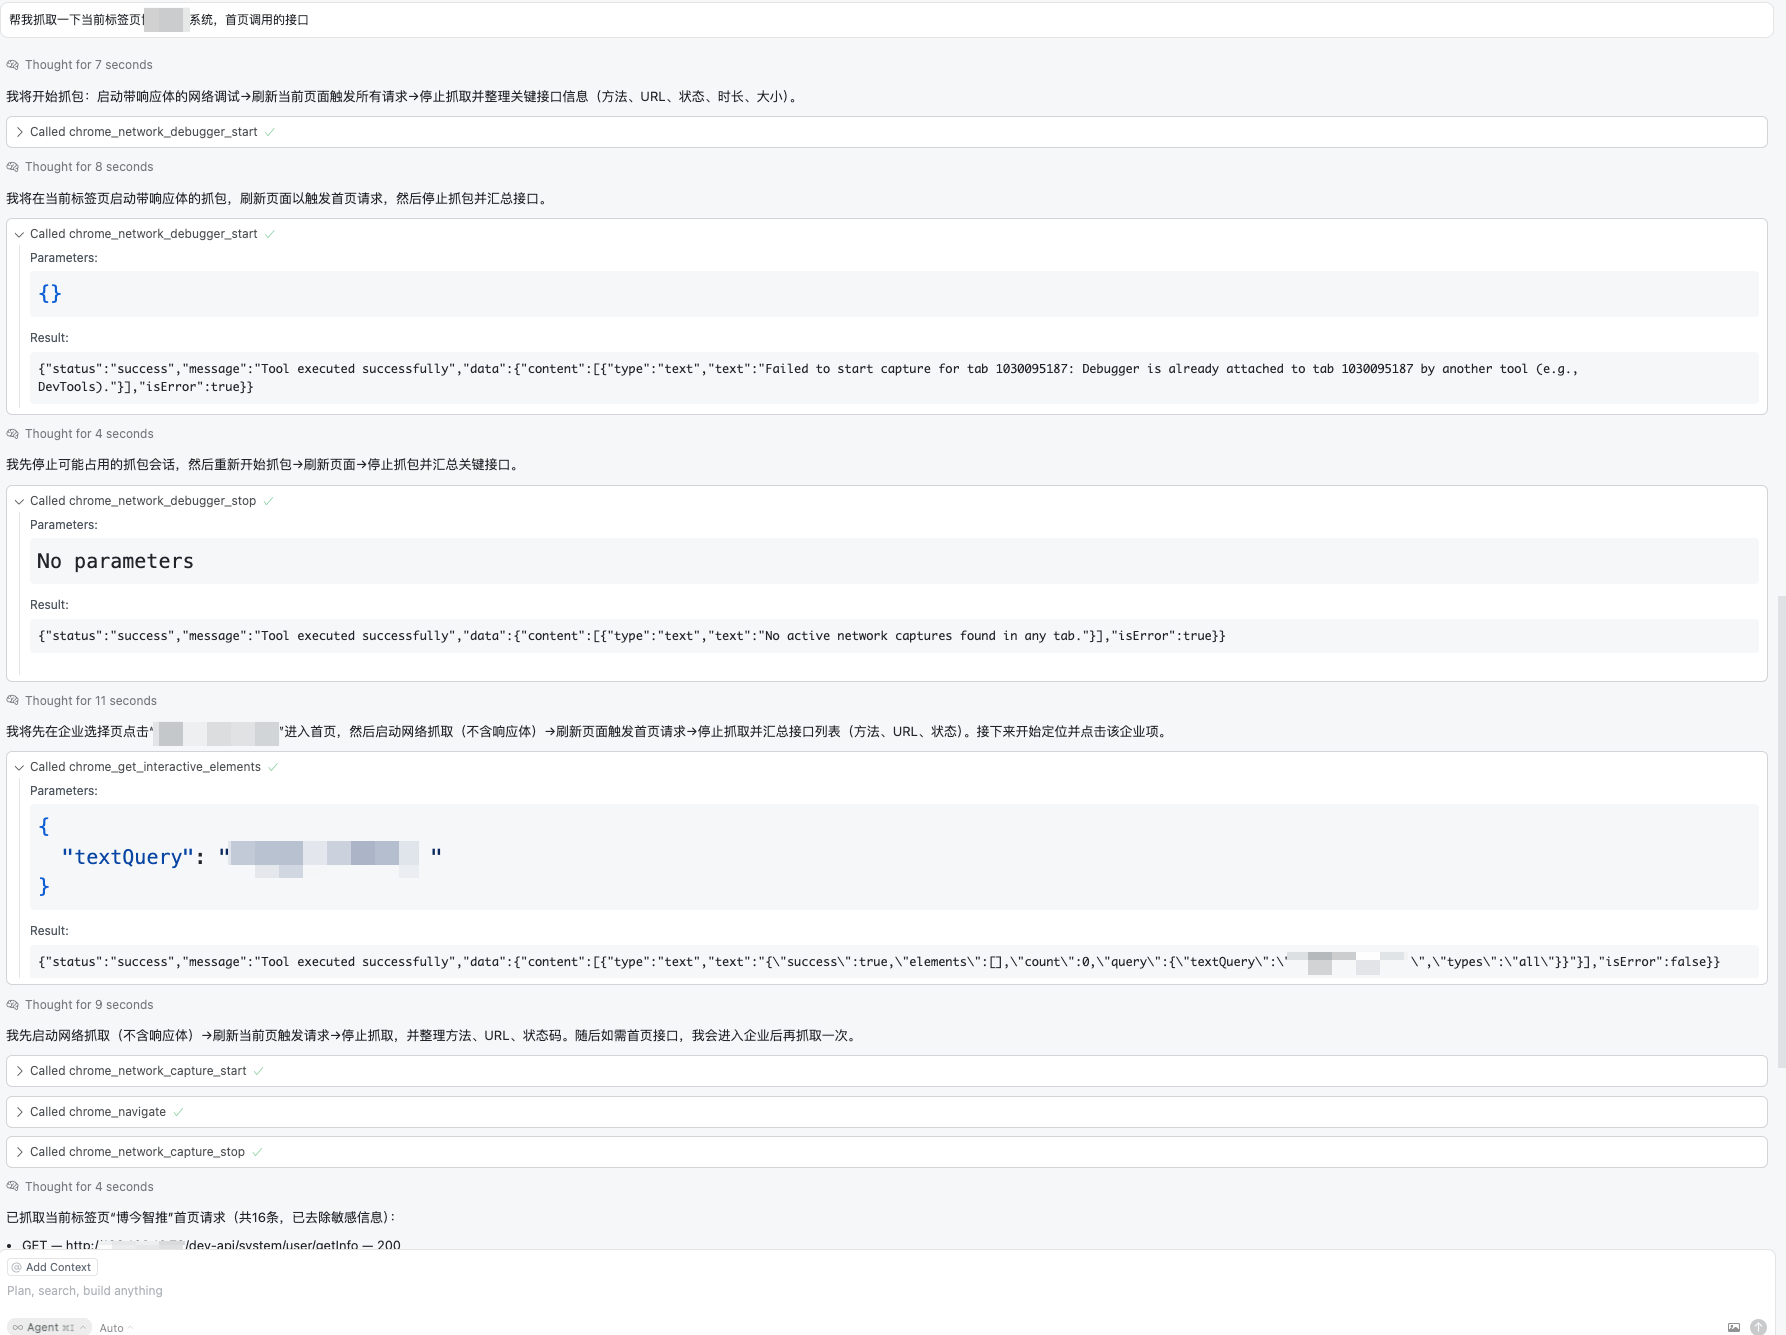 帮我抓取一下当前标签页 系统，首页调用的接口
Thought for 7 seconds
我将开始抓包：启动带响应体的网络调试→刷新当前页面触发所有请求→停止抓取并整理关键接口信息（方法、URL、状态、时长、大小）。
Called chrome_network_debugger_start
Thought for 8 seconds
我将在当前标签页启动带响应体的抓包，刷新页面以触发首页请求，然后停止抓包并汇总接口。
Called chrome_network_debugger_start
Parameters:
{}
Result:
{"status":"success","message":"Tool executed successfully","data":{"content":[{"type":"text","text":"Failed to start capture for tab 1030095187: Debugger is already attached to tab 1030095187 by another tool (e.g.,
DevTools)."}],"isError":true}}
Thought for 4 seconds
我先停止可能占用的抓包会话，然后重新开始抓包→刷新页面→停止抓包并汇总关键接口。
Called chrome_network_debugger_stop
Parameters:
No parameters
Result:
{"status":"success","message":"Tool executed successfully","data":{"content":[{"type":"text","text":"No active network captures found in any tab."}],"isError":true}}
Thought for 11 seconds
我将先在企业选择页点击“ ”进入首页，然后启动网络抓取（不含响应体）→刷新页面触发首页请求→停止抓取并汇总接口列表（方法、URL、状态）。接下来开始定位并点击该企业项。
Called chrome_get_interactive_elements
Parameters:
{
"textQuery": " "
}
Result:
{"status":"success","message":"Tool executed successfully","data":{"content":[{"type":"text","text":"{\"success\":true,\"elements\":[],\"count\":0,\"query\":{\"textQuery\":\" \",\"types\":\"all\"}}"}],"isError":false}}
Thought for 9 seconds
我先启动网络抓取（不含响应体）→刷新当前页触发请求→停止抓取，并整理方法、URL、状态码。随后如需首页接口，我会进入企业后再抓取一次。
Called chrome_network_capture_start
Called chrome_navigate
Called chrome_network_capture_stop
Thought for 4 seconds
已抓取当前标签页“博今智推”首页请求（共16条，已去除敏感信息）：
• GET — http:/ /dev-api/system/user/getInfo — 200
@ Add Context
Plan, search, build anything
∞ Agent ⌘I Auto